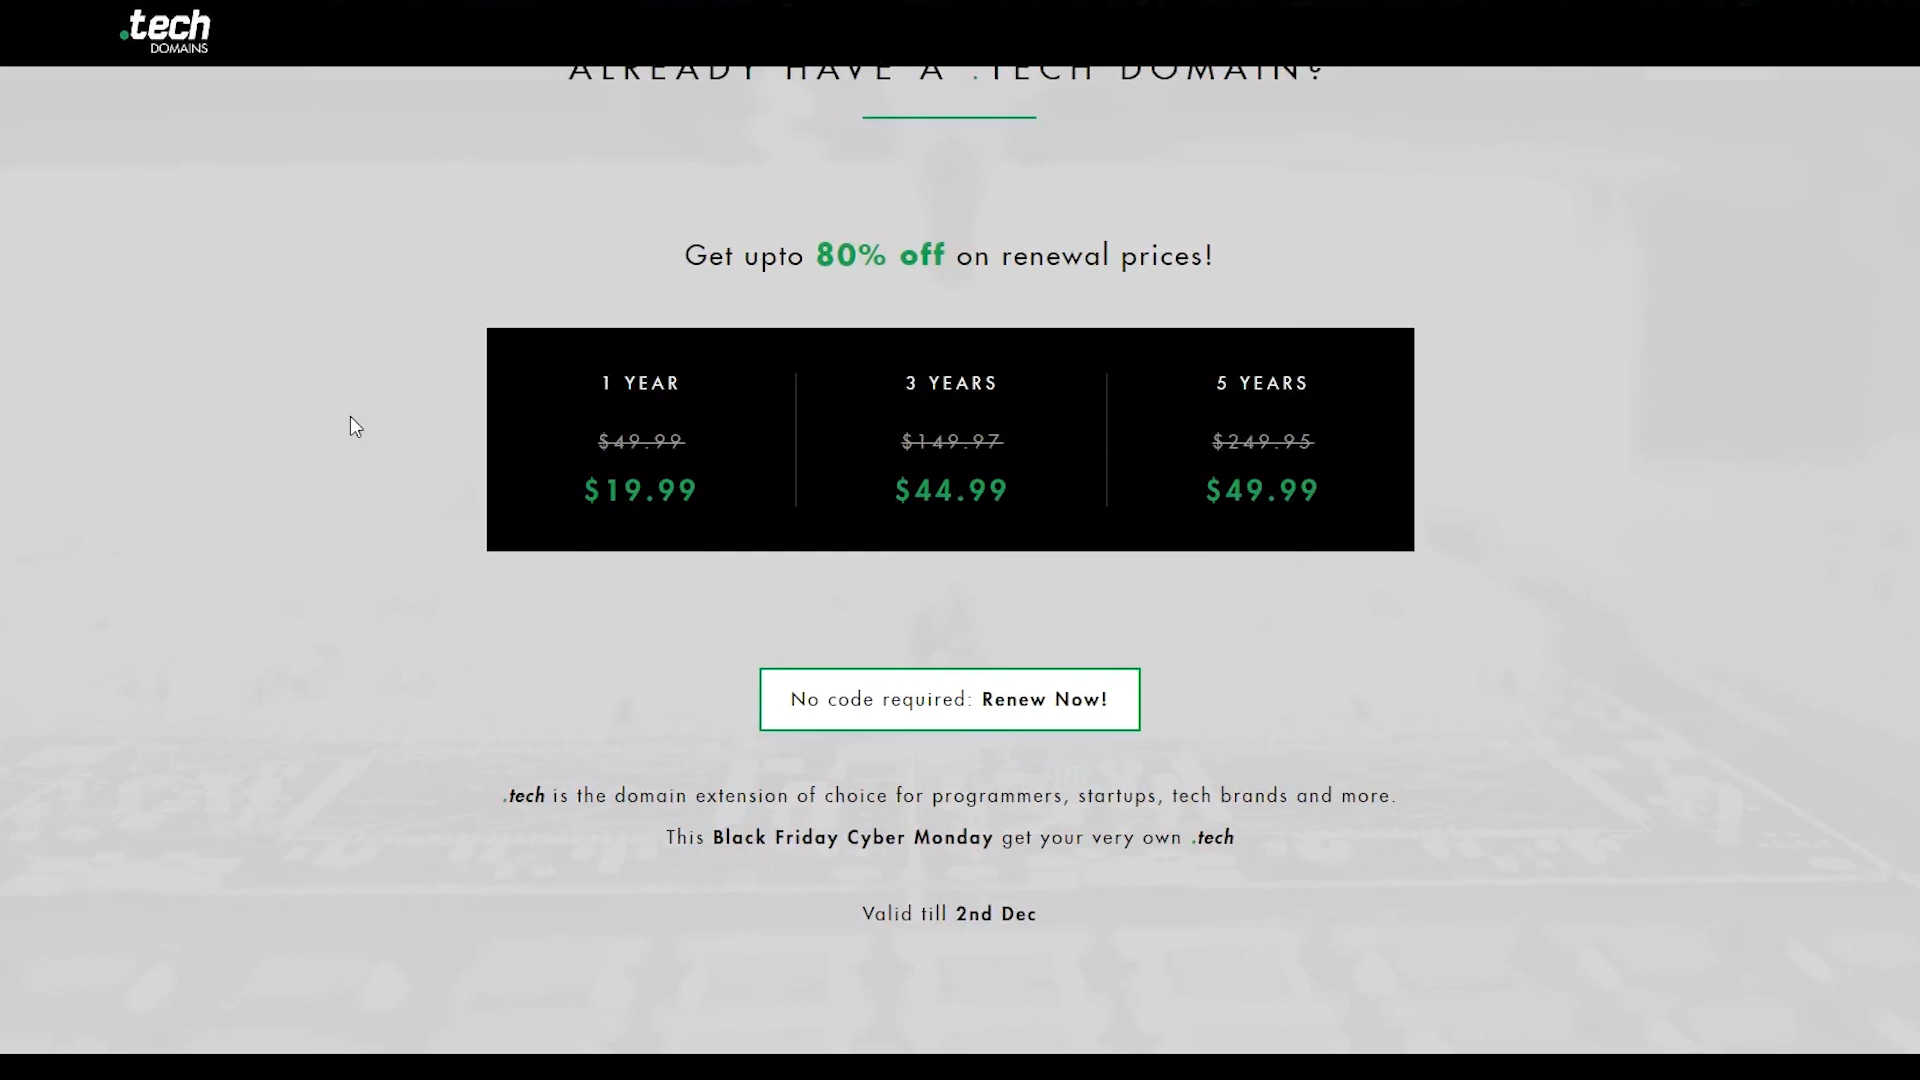 .tech
DOMAINS
ALREADY HAVE A .TECH DOMAIN?
Get upto 80% off on renewal prices!
1 YEAR
$49.99
$19.99
3 YEARS
$149.97
$44.99
5 YEARS
$249.95
$49.99
No code required: Renew Now!
.tech is the domain extension of choice for programmers, startups, tech brands and more.
This Black Friday Cyber Monday get your very own .tech
Valid till 2nd Dec